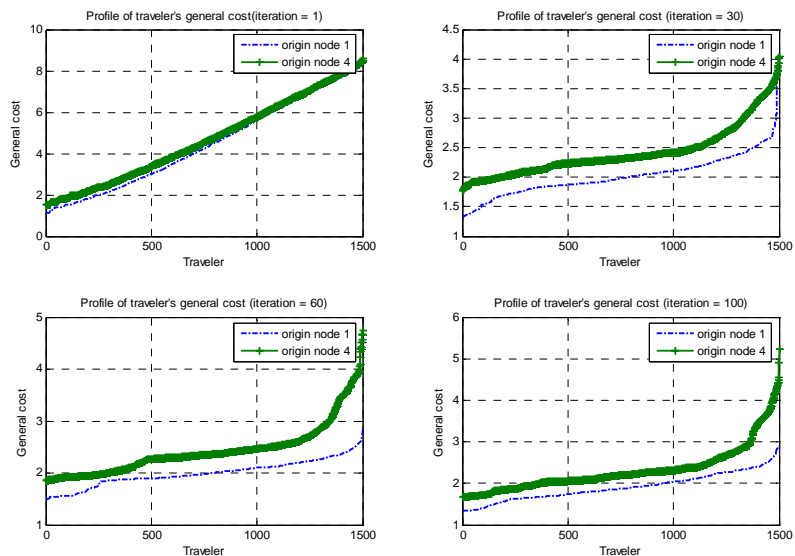 Profile of traveler's general cost(iteration = 1)
10
8
6
4
2
0
0
500
1000
1500
General cost
Traveler
origin node 1
origin node 4
Profile of traveler's general cost (iteration = 30)
4.5
4
3.5
3
2.5
2
1.5
1
0
500
1000
1500
General cost
Traveler
origin node 1
origin node 4
Profile of traveler's general cost (iteration = 60)
5
4
3
2
1
0
500
1000
1500
General cost
Traveler
origin node 1
origin node 4
Profile of traveler's general cost (iteration = 100)
6
5
4
3
2
1
0
500
1000
1500
General cost
Traveler
origin node 1
origin node 4